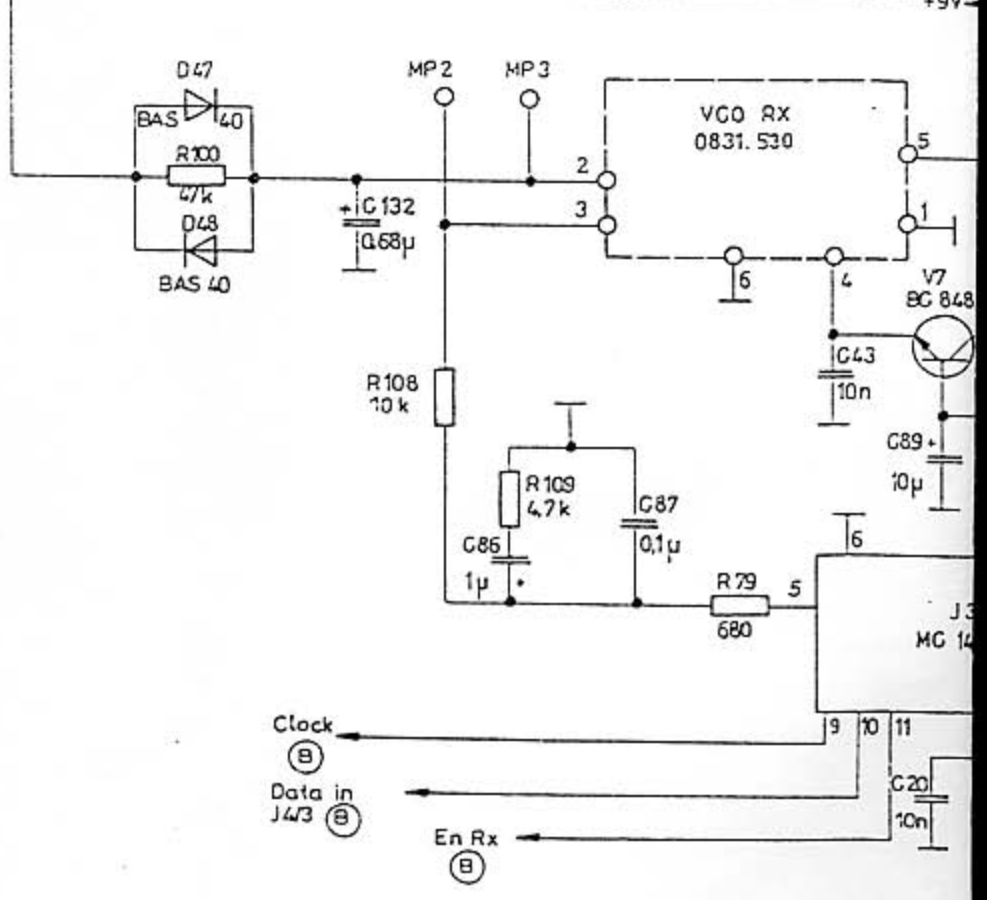 +9V
D47
BAS 40
R100
47k
D48
BAS 40
MP2
MP3
+
C132
0,68µ
VCO RX
0831.530
2
3
5
1
6
4
V7
BC 848
C43
10n
R108
10k
C89 +
10µ
R109
4,7k
C87
0,1µ
C86
1µ
+
R79
680
5
6
J3
MC 14
9
10
11
Clock
B
Data in
J4/3 B
En Rx
B
C20
10n